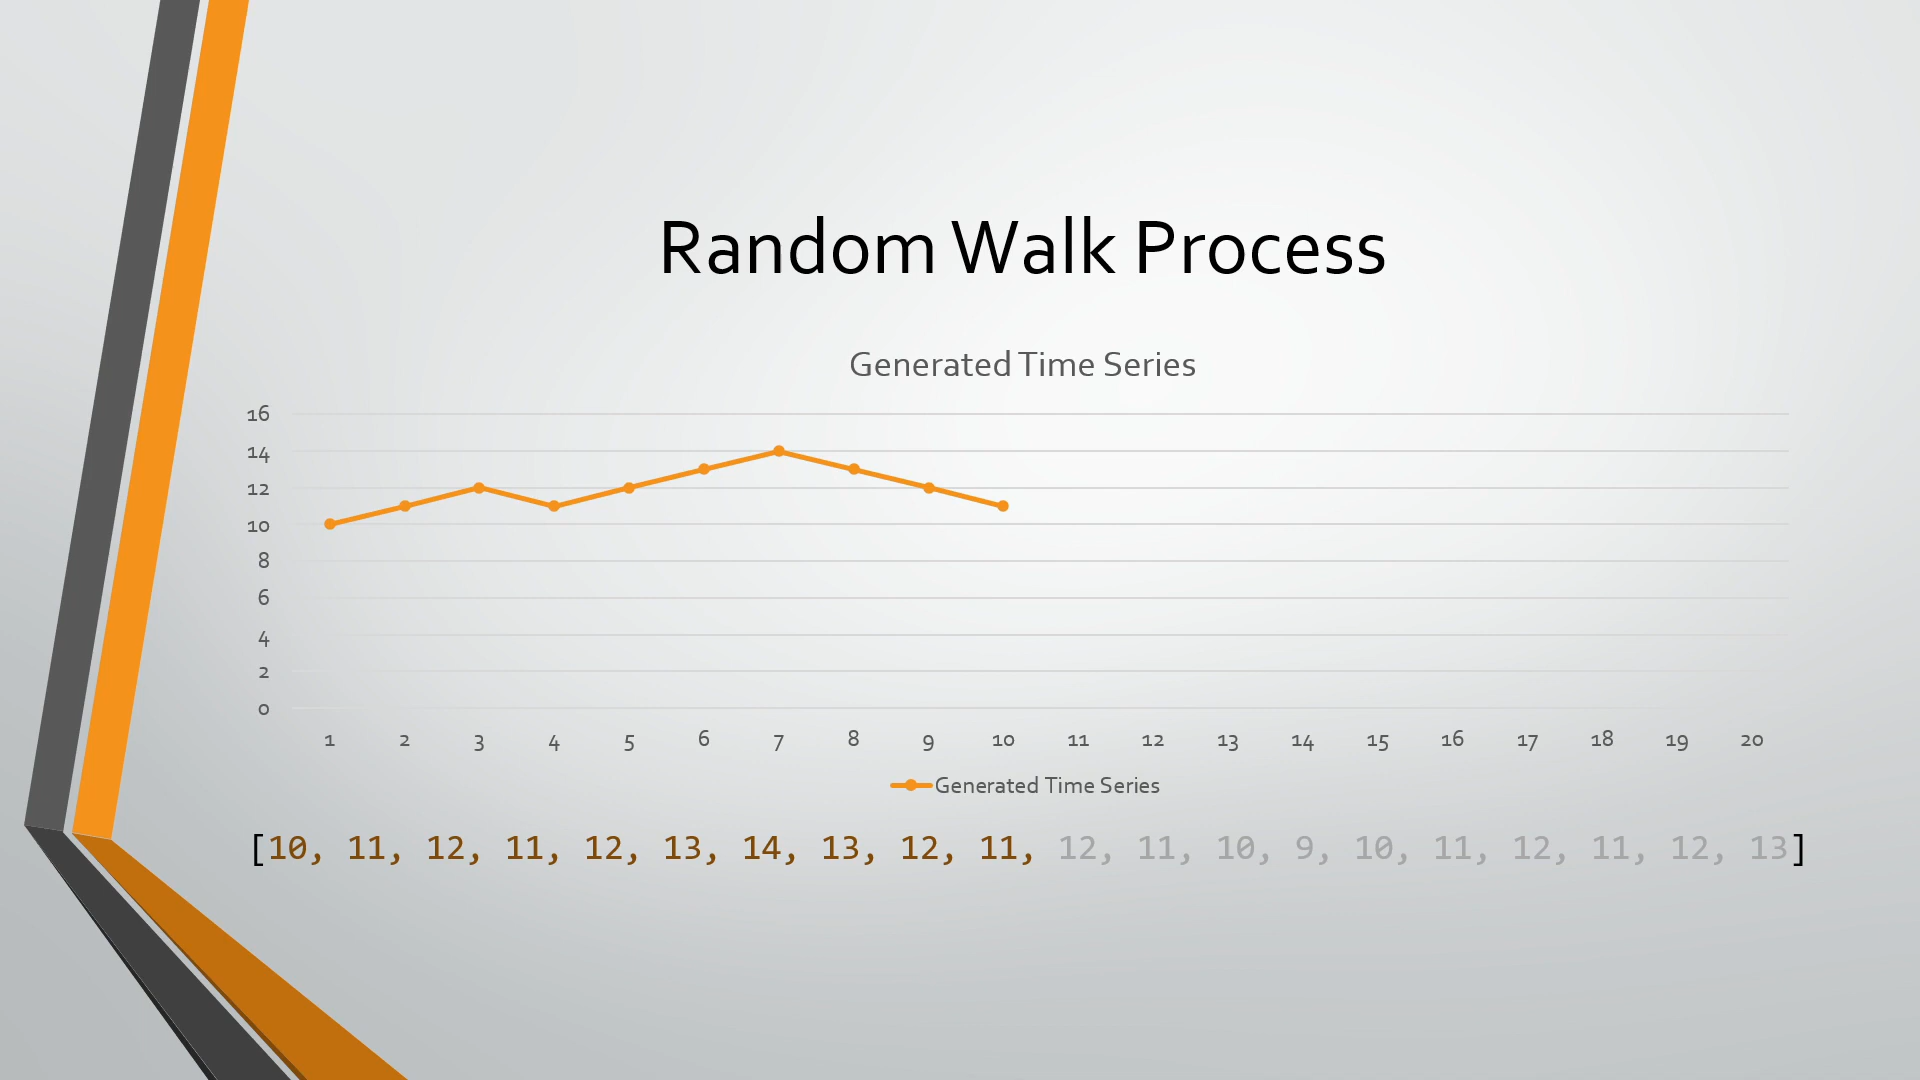 Random Walk Process
Generated Time Series
16
14
12
10
8
6
4
2
0
1 2 3 4 5 6 7 8 9 10 11 12 13 14 15 16 17 18 19 20
Generated Time Series
[10, 11, 12, 11, 12, 13, 14, 13, 12, 11, 12, 11, 10, 9, 10, 11, 12, 11, 12, 13]